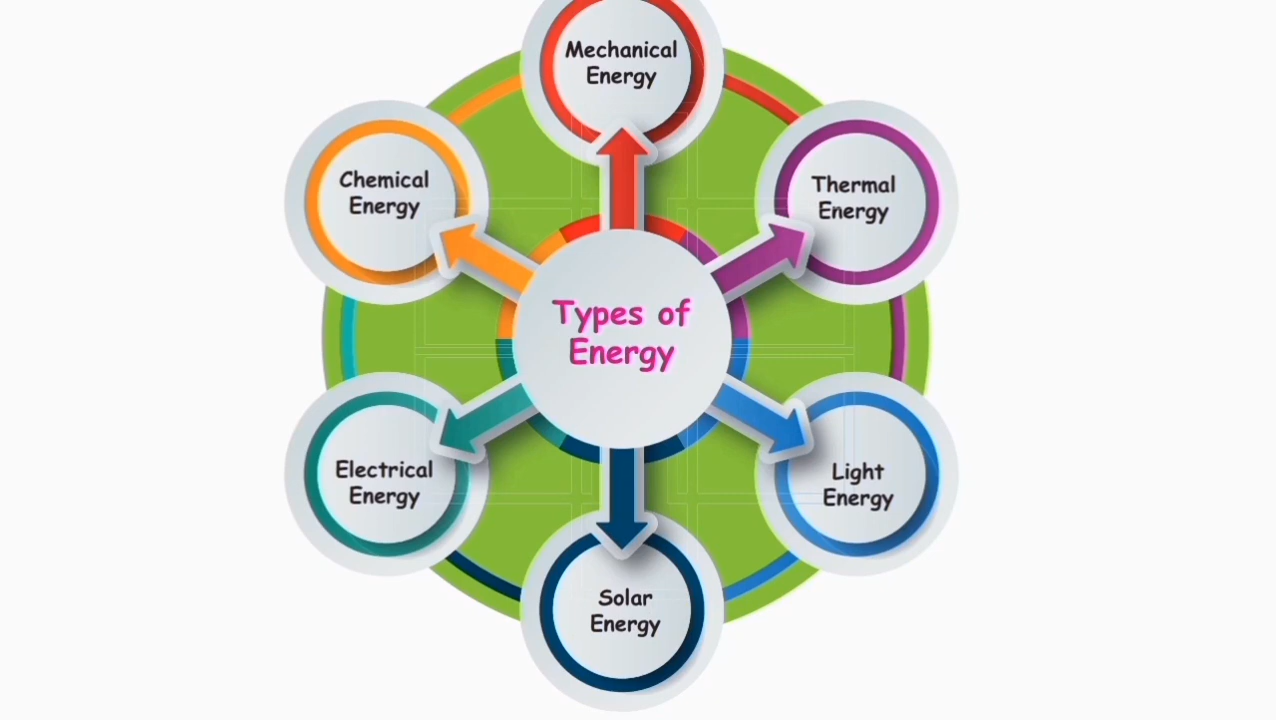 Mechanical
Energy
Chemical
Energy
Thermal
Energy
Types of
Energy
Electrical
Energy
Light
Energy
Solar
Energy